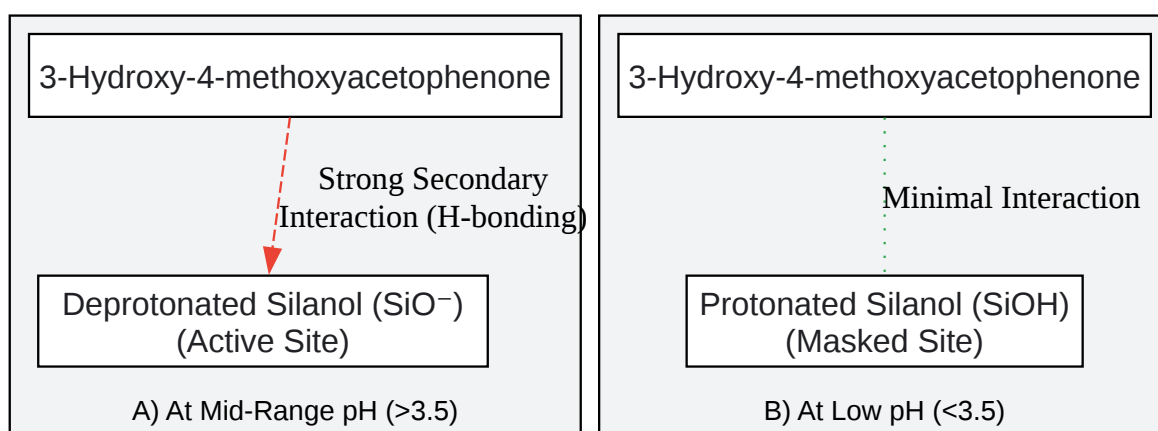 3-Hydroxy-4-methoxyacetophenone
Strong Secondary
Interaction (H-bonding)
Deprotonated Silanol (SiO⁻)
(Active Site)
A) At Mid-Range pH (>3.5)
3-Hydroxy-4-methoxyacetophenone
Minimal Interaction
Protonated Silanol (SiOH)
(Masked Site)
B) At Low pH (<3.5)